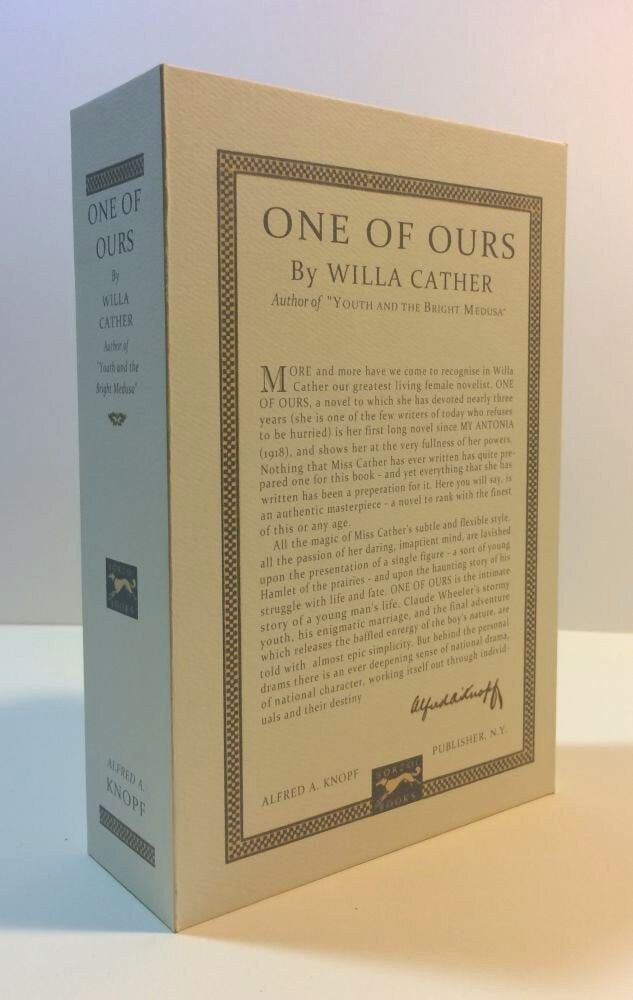 ONE OF
OURS
By
WILLA
CATHER
Author of
"Youth and the
Bright Medusa"
BORZOI
BOOKS
ALFRED A.
KNOPF
ONE OF OURS
By WILLA CATHER
Author of "YOUTH AND THE BRIGHT MEDUSA"
MORE and more have we come to recognise in Willa
Cather our greatest living female novelist. ONE
OF OURS, a novel to which she has devoted nearly three
years (she is one of the few writers of today who refuses
to be hurried) is her first long novel since MY ANTONIA
(1918), and shows her at the very fullness of her powers.
Nothing that Miss Cather has ever written has quite pre-
pared one for this book - and yet everything that she has
written has been a preperation for it. Here you will say, is
an authentic masterpiece - a novel to rank with the finest
of this or any age.
All the magic of Miss Cather's subtle and flexible style,
all the passion of her daring, imaptient mind, are lavished
upon the presentation of a single figure - a sort of young
Hamlet of the prairies - and upon the haunting story of his
struggle with life and fate. ONE OF OURS is the intimate
story of a young man's life. Claude Wheeler's stormy
youth, his enigmatic marriage, and the final adventure
which releases the baffled enrergy of the boy's nature, are
told with almost epic simplicity. But behind the personal
drams there is an ever deepening sense of national drama,
of national character, working itself out through individ-
uals and their destiny
Alfred A Knopf
ALFRED A. KNOPF
BORZOI
BOOKS
PUBLISHER, N.Y.